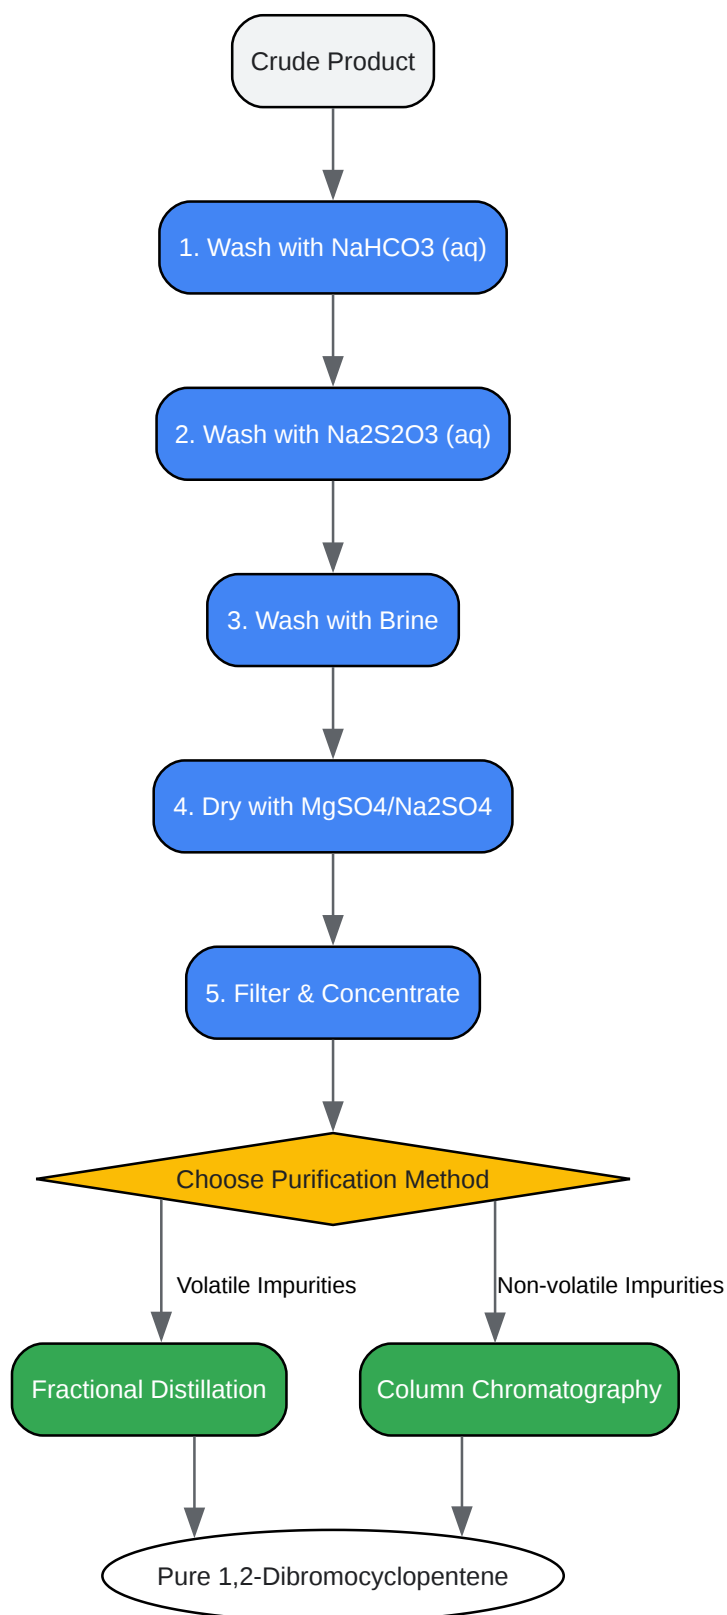 Crude Product
1. Wash with NaHCO3 (aq)
2. Wash with Na2S2O3 (aq)
3. Wash with Brine
4. Dry with MgSO4/Na2SO4
5. Filter & Concentrate
Choose Purification Method
Volatile Impurities
Non-volatile Impurities
Fractional Distillation
Column Chromatography
Pure 1,2-Dibromocyclopentene